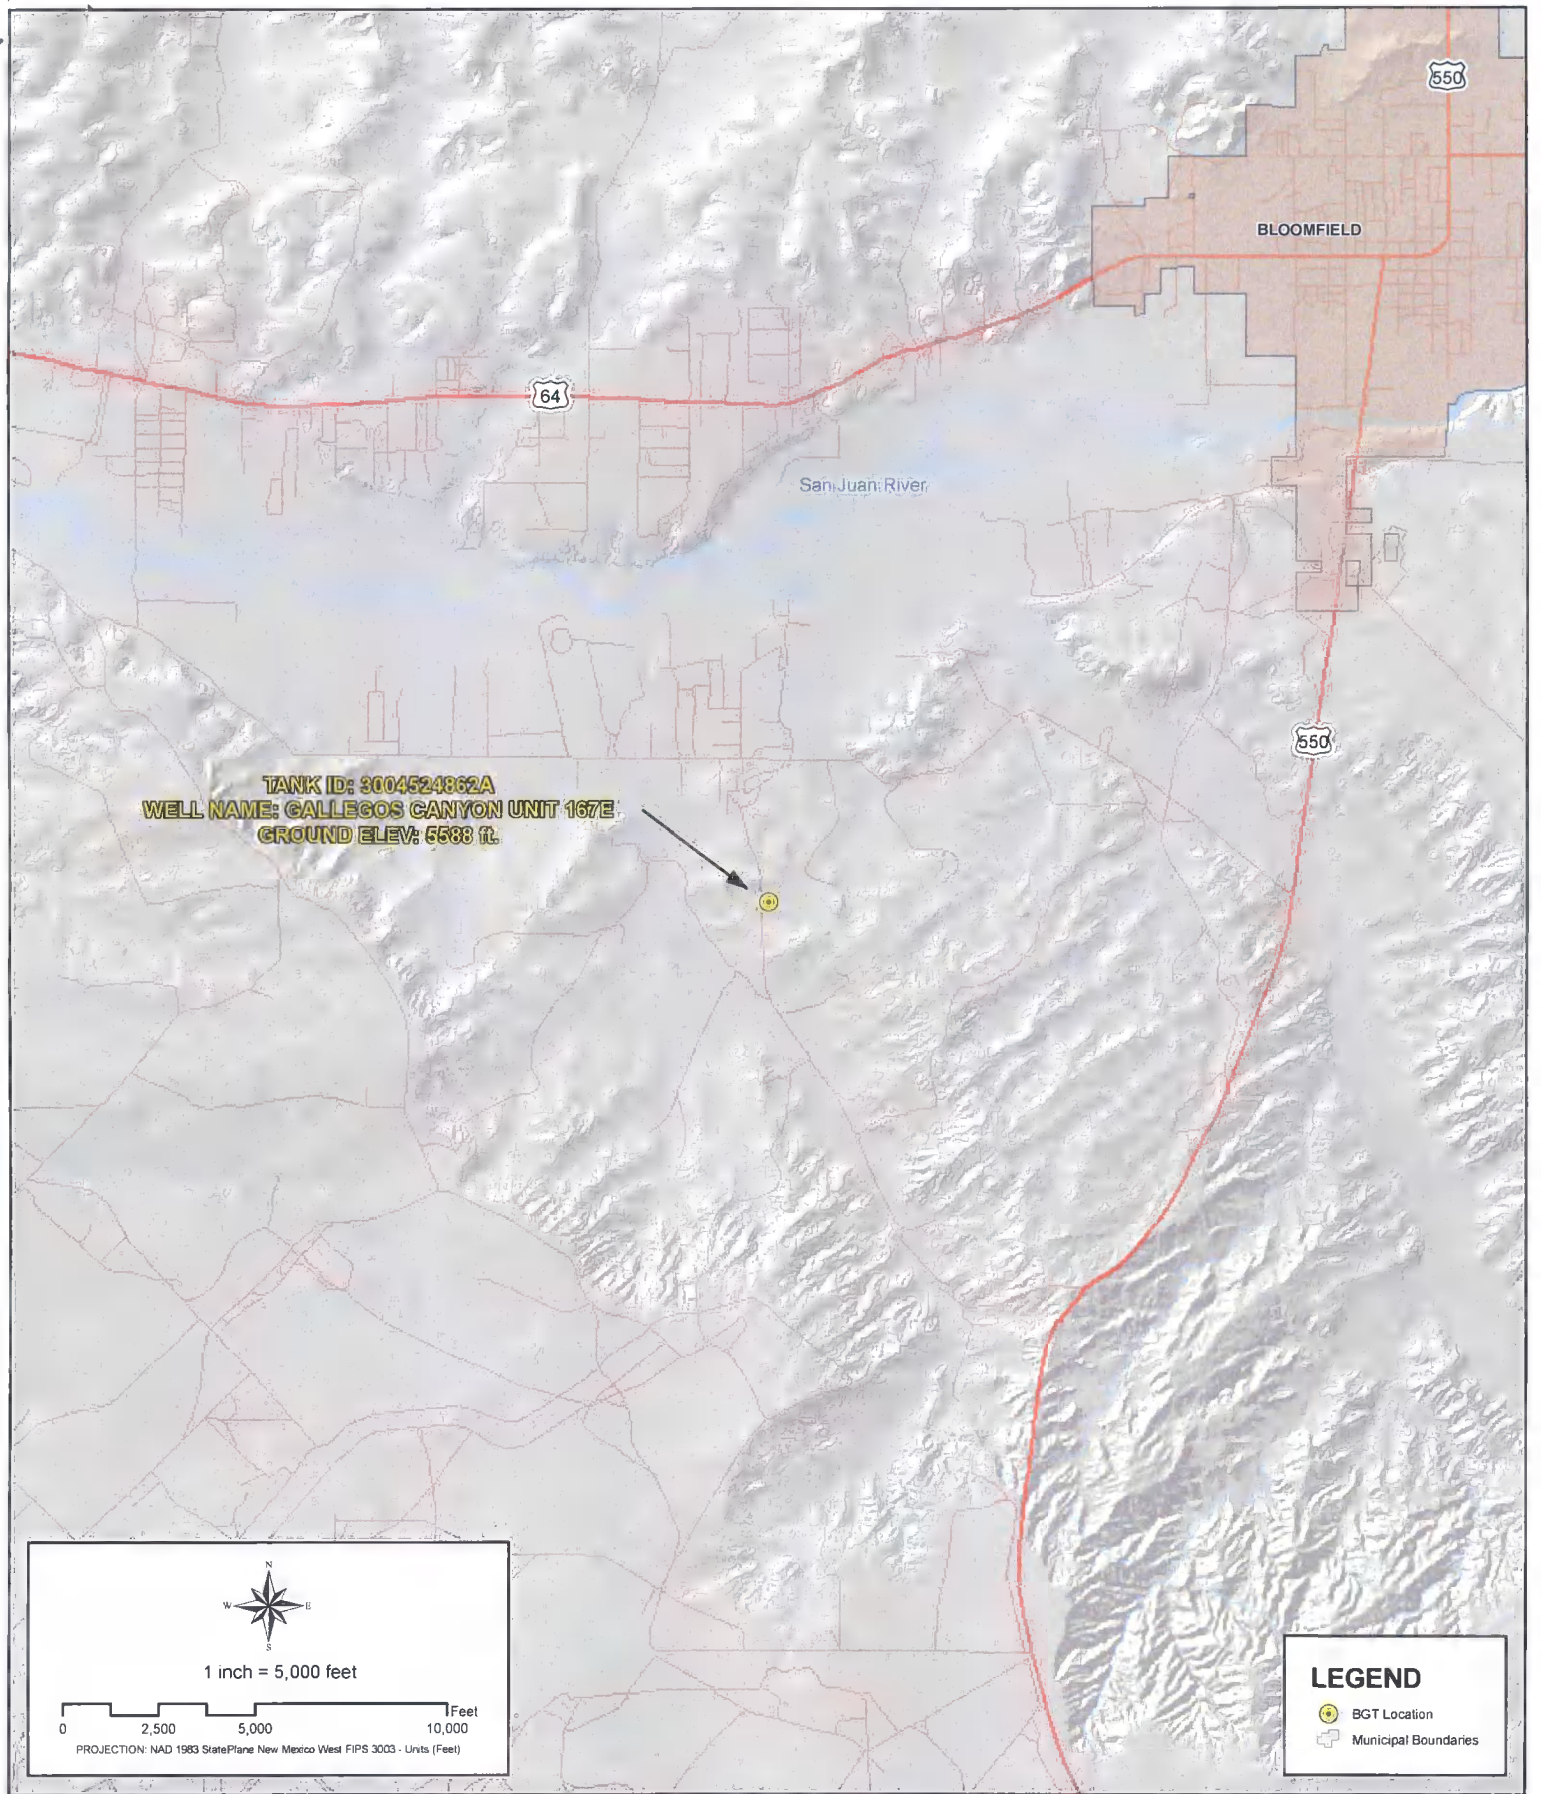 550
BLOOMFIELD
64
San Juan River
550
TANK ID: 3004524862A
WELL NAME: GALLEGOS CANYON UNIT 167E
GROUND ELEV: 5588 ft.
N
W E
S
1 inch = 5,000 feet
Feet
0 2,500 5,000 10,000
PROJECTION: NAD 1983 StatePlane New Mexico West FIPS 3003 - Units (Feet)
LEGEND
BGT Location
Municipal Boundaries